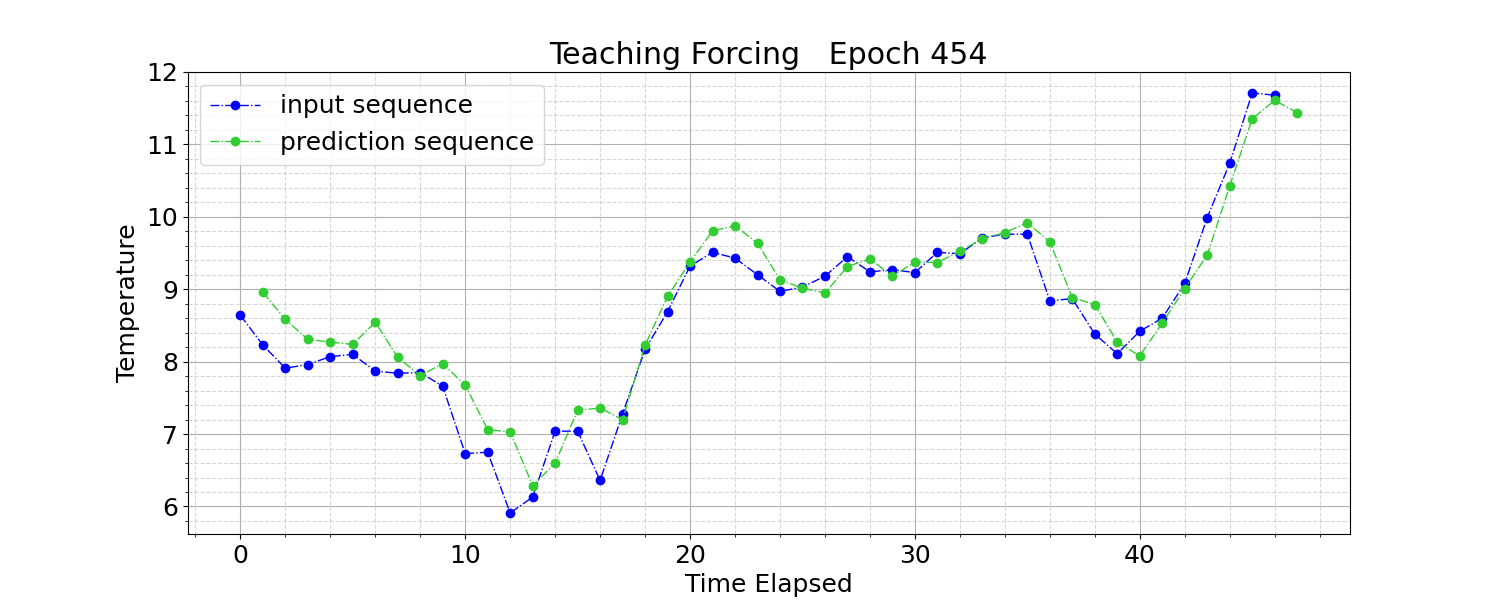 Teaching Forcing   Epoch 454
input sequence
prediction sequence
Temperature
12
11
10
9
8
7
6
0
10
20
30
40
Time Elapsed